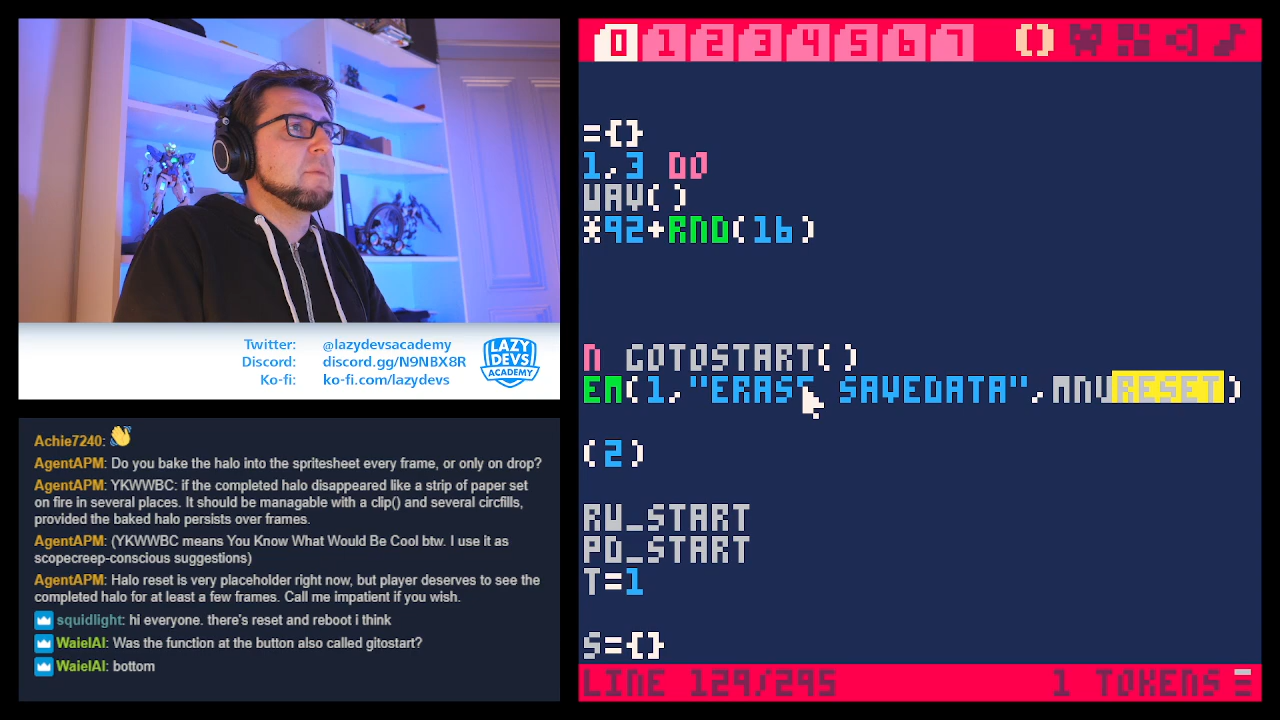 Twitter: @lazydevsacademy
Discord: discord.gg/N9NBX8R
Ko-fi: ko-fi.com/lazydevs
LAZY
DEVS
ACADEMY
Achie7240:
AgentAPM: Do you bake the halo into the spritesheet every frame, or only on drop?
AgentAPM: YKWWBC: if the completed halo disappeared like a strip of paper set
on fire in several places. It should be managable with a clip() and several circfills,
provided the baked halo persists over frames.
AgentAPM: (YKWWBC means You Know What Would Be Cool btw. I use it as
scopecreep-conscious suggestions)
AgentAPM: Halo reset is very placeholder right now, but player deserves to see the
completed halo for at least a few frames. Call me impatient if you wish.
squidlight: hi everyone. there's reset and reboot i think
WaielAI: Was the function at the button also called gitostart?
WaielAI: bottom
0 1 2 3 4 5 6 7 {}
={}
1,3 DO
WAV()
*92+RND(16)
N GOTOSTART()
EM(1,"ERASE SAVEDATA",MNURESET)
(2)
RW_START
PD_START
T=1
S={}
LINE 129/295 1 TOKENS